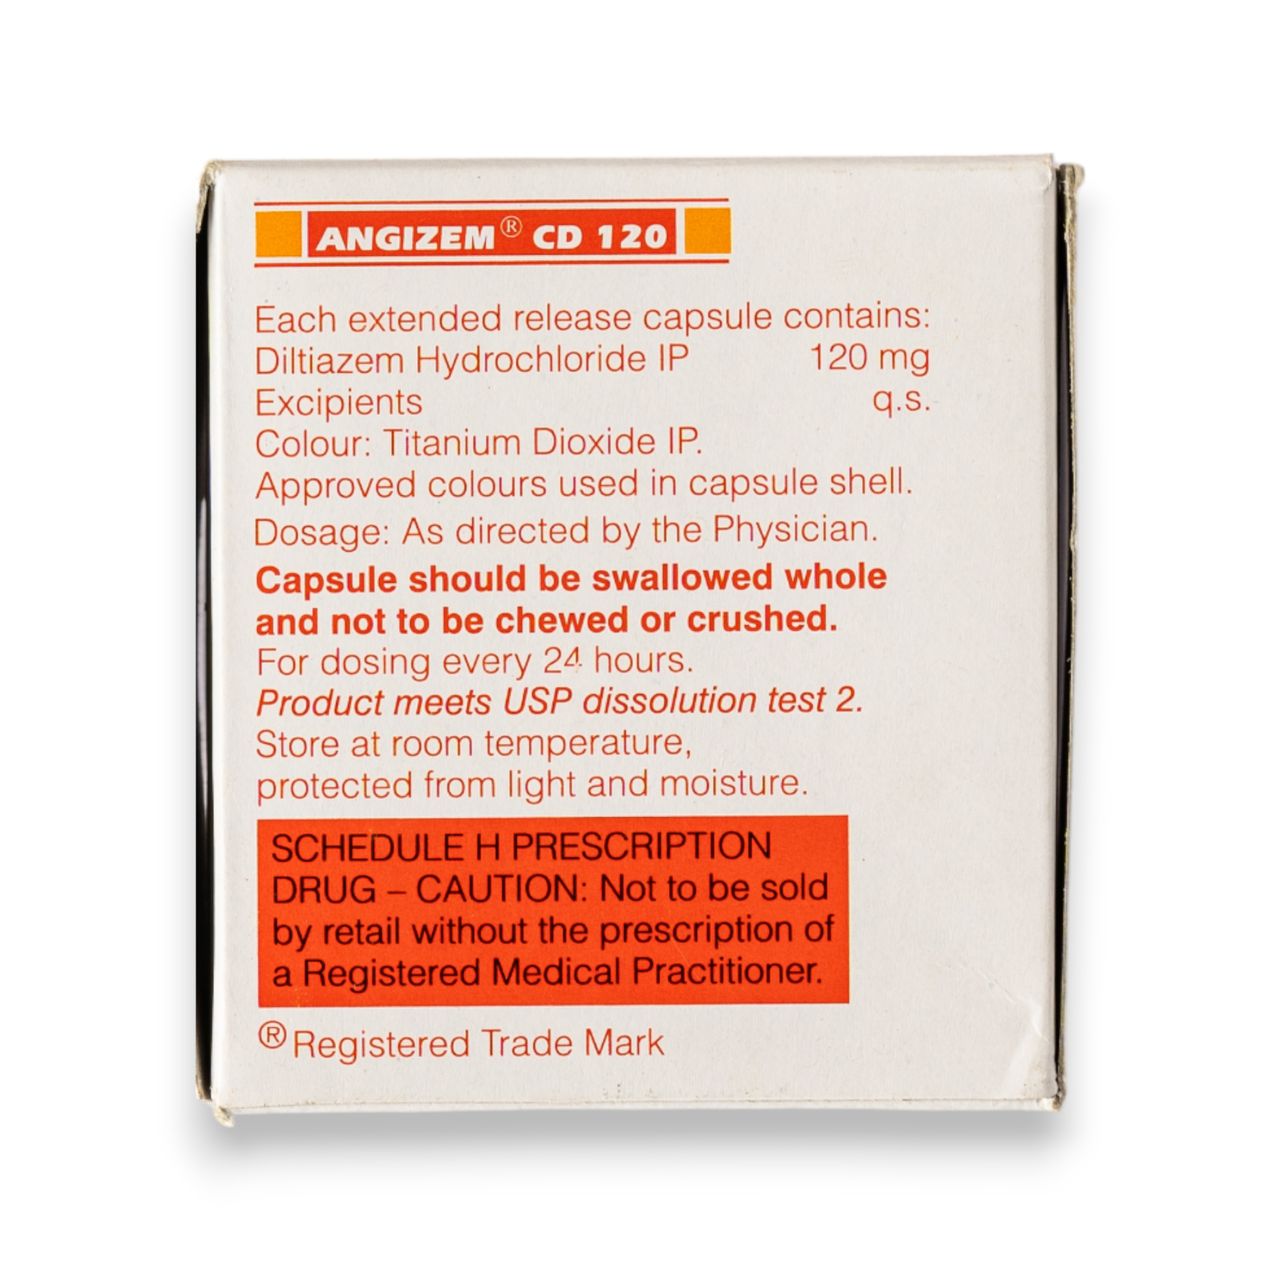 ANGIZEM® CD 120
Each extended release capsule contains:
Diltiazem Hydrochloride IP 120 mg
Excipients q.s.
Colour: Titanium Dioxide IP.
Approved colours used in capsule shell.
Dosage: As directed by the Physician.
Capsule should be swallowed whole
and not to be chewed or crushed.
For dosing every 24 hours.
Product meets USP dissolution test 2.
Store at room temperature,
protected from light and moisture.
SCHEDULE H PRESCRIPTION
DRUG – CAUTION: Not to be sold
by retail without the prescription of
a Registered Medical Practitioner.
® Registered Trade Mark